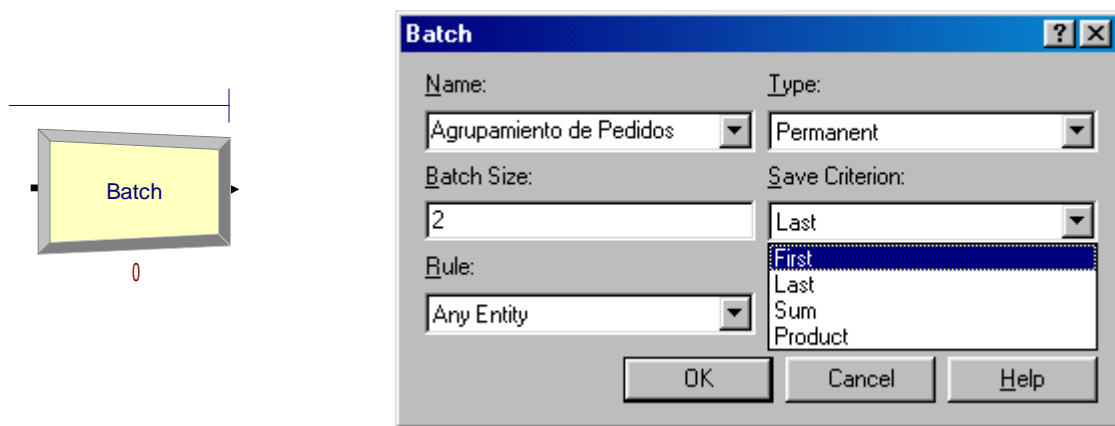 Batch
0
Batch
Name:
Type:
Agrupamiento de Pedidos
Permanent
Batch Size:
Save Criterion:
2
Last
First
Last
Sum
Product
Rule:
Any Entity
OK
Cancel
Help